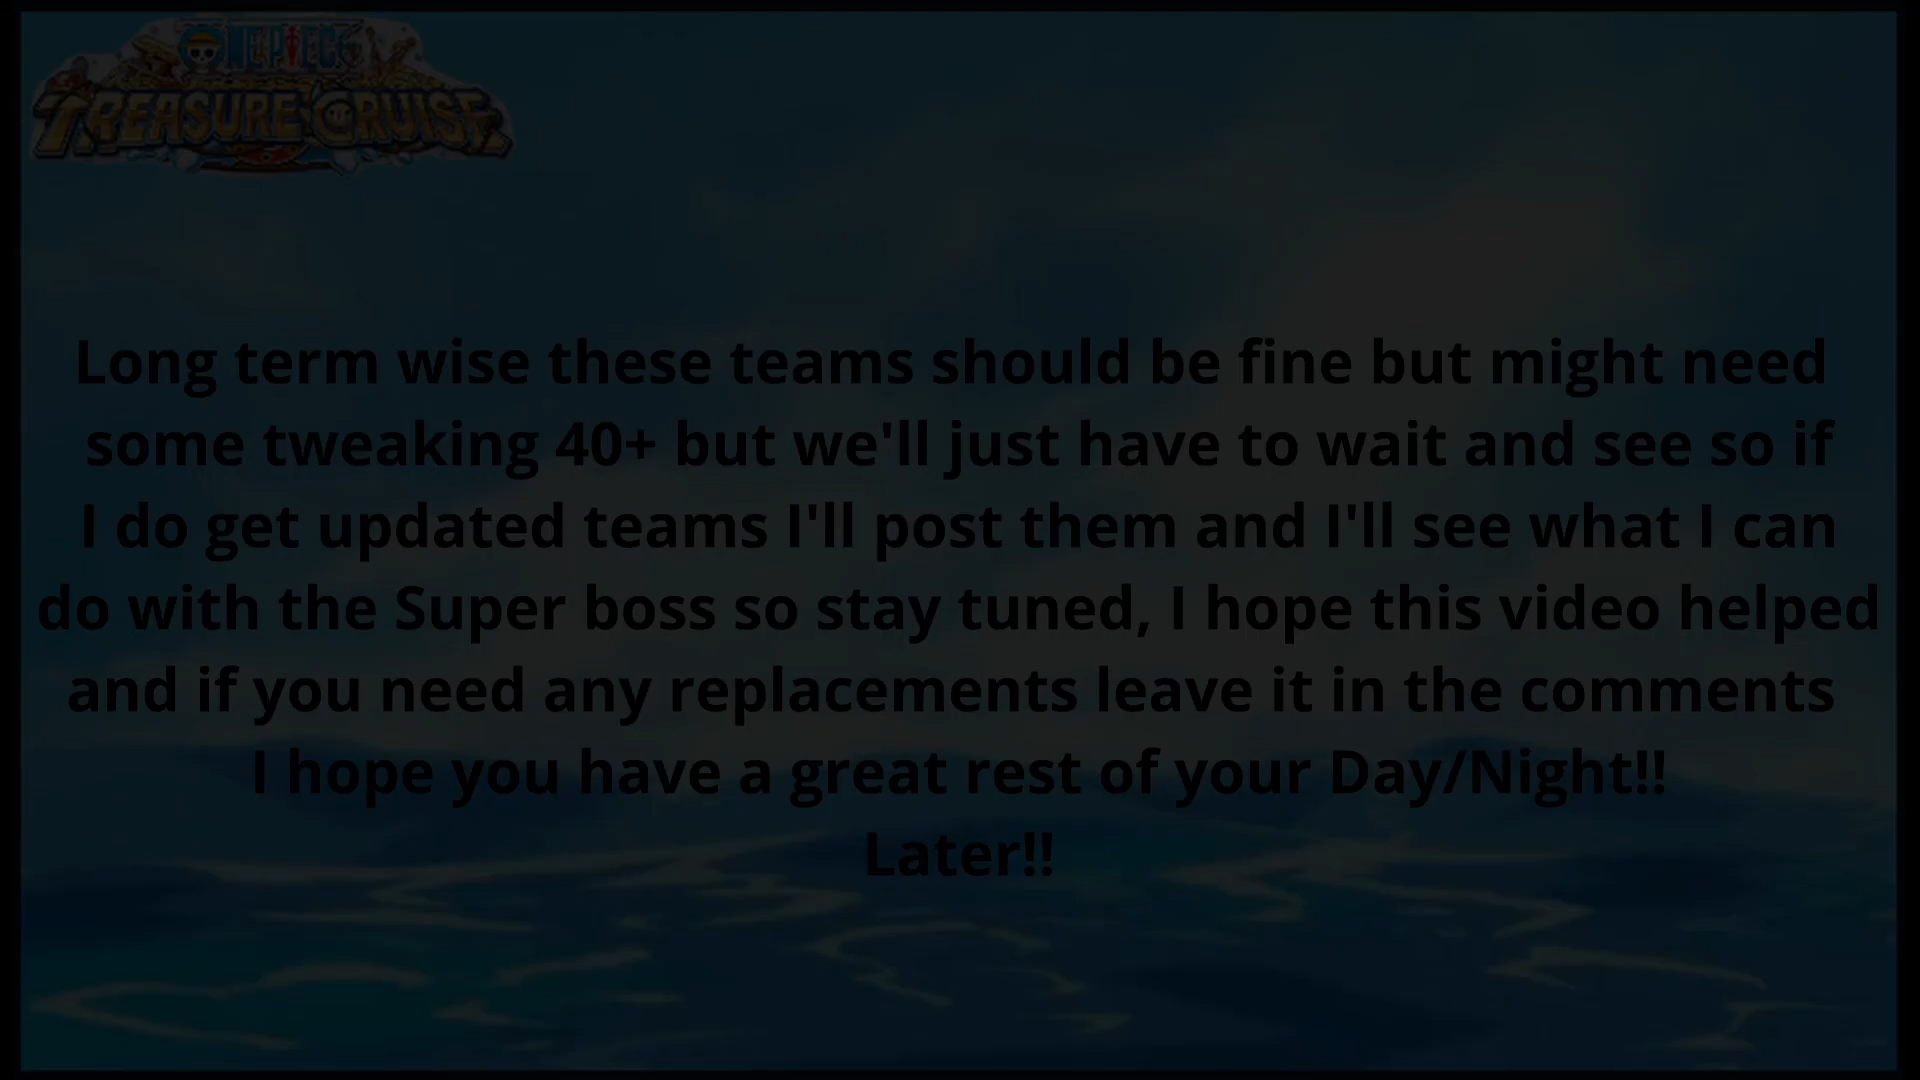 ONE PIECE
TREASURE CRUISE
Long term wise these teams should be fine but might need
some tweaking 40+ but we'll just have to wait and see so if
I do get updated teams I'll post them and I'll see what I can
do with the Super boss so stay tuned, I hope this video helped
and if you need any replacements leave it in the comments
I hope you have a great rest of your Day/Night!!
Later!!